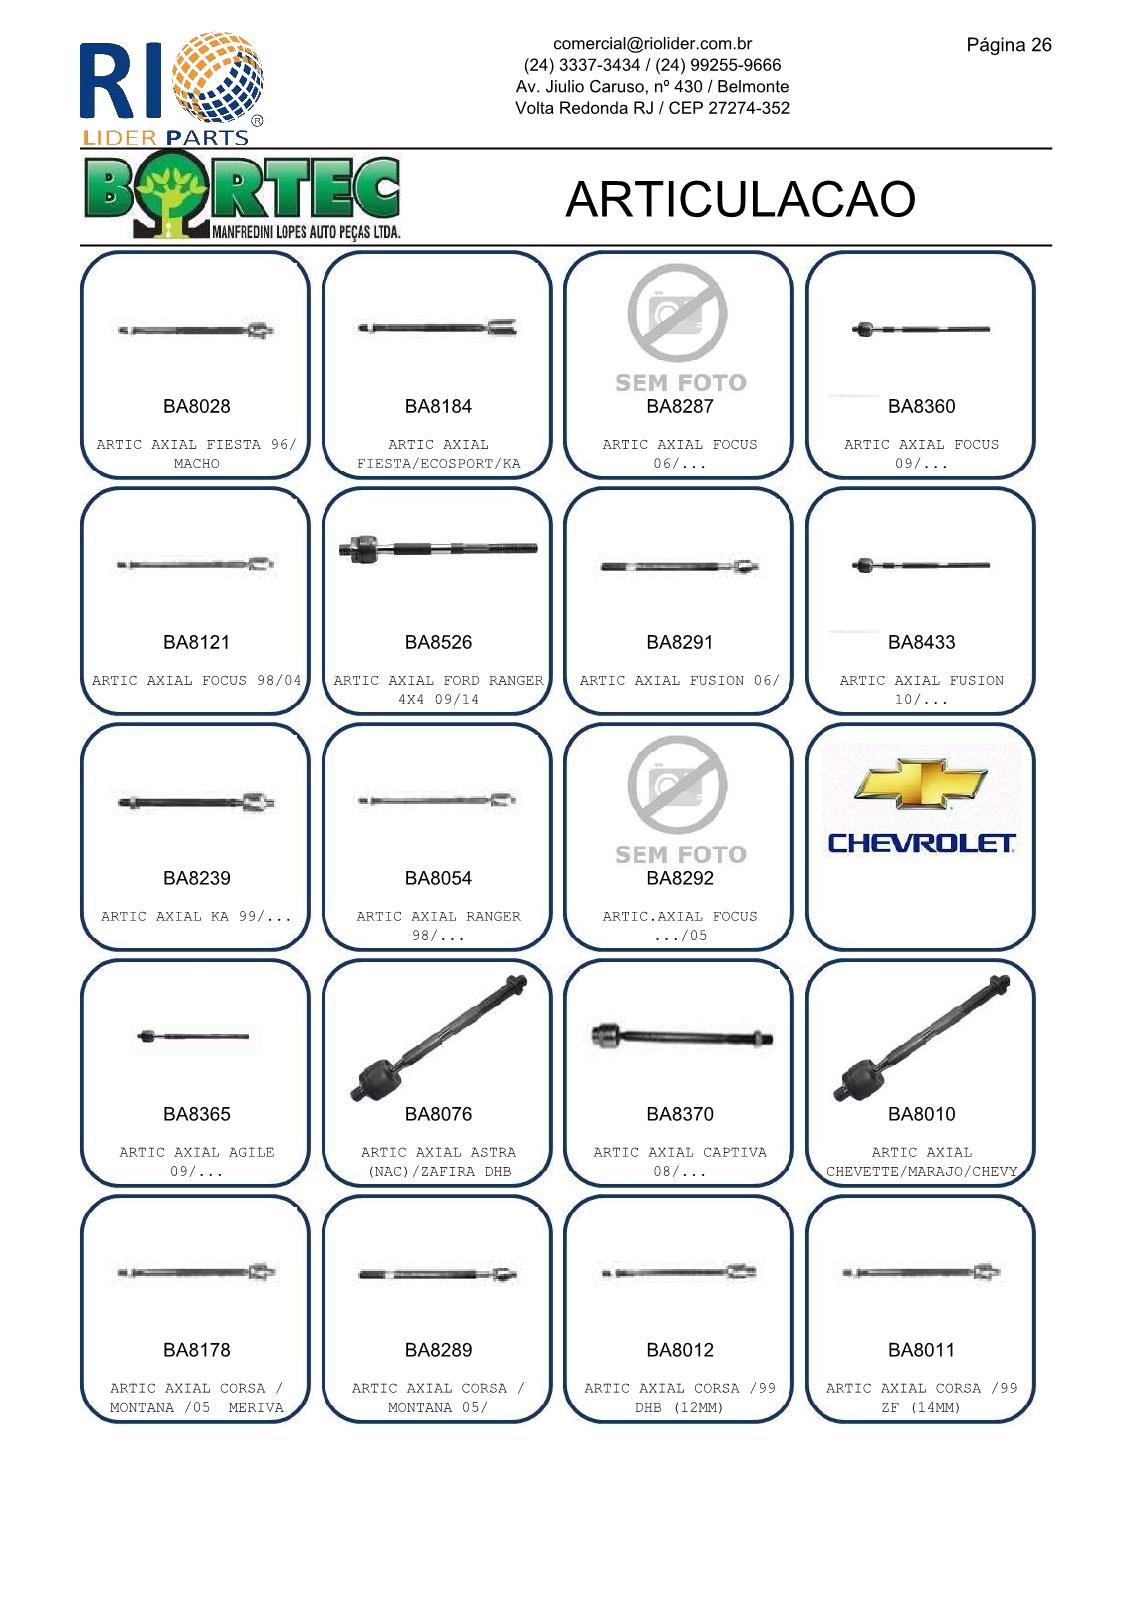 RIO
LIDER PARTS
®
comercial@riolider.com.br
(24) 3337-3434 / (24) 99255-9666
Av. Jiulio Caruso, nº 430 / Belmonte
Volta Redonda RJ / CEP 27274-352
Página 26
BORTEC
MANFREDINI LOPES AUTO PEÇAS LTDA.
ARTICULACAO
BA8028
ARTIC AXIAL FIESTA 96/
MACHO
BA8184
ARTIC AXIAL
FIESTA/ECOSPORT/KA
SEM FOTO
BA8287
ARTIC AXIAL FOCUS
06/...
BA8360
ARTIC AXIAL FOCUS
09/...
BA8121
ARTIC AXIAL FOCUS 98/04
BA8526
ARTIC AXIAL FORD RANGER
4X4 09/14
BA8291
ARTIC AXIAL FUSION 06/
BA8433
ARTIC AXIAL FUSION
10/...
BA8239
ARTIC AXIAL KA 99/...
BA8054
ARTIC AXIAL RANGER
98/...
SEM FOTO
BA8292
ARTIC.AXIAL FOCUS
.../05
CHEVROLET
BA8365
ARTIC AXIAL AGILE
09/...
BA8076
ARTIC AXIAL ASTRA
(NAC)/ZAFIRA DHB
BA8370
ARTIC AXIAL CAPTIVA
08/...
BA8010
ARTIC AXIAL
CHEVETTE/MARAJO/CHEVY
BA8178
ARTIC AXIAL CORSA /
MONTANA /05  MERIVA
BA8289
ARTIC AXIAL CORSA /
MONTANA 05/
BA8012
ARTIC AXIAL CORSA /99
DHB (12MM)
BA8011
ARTIC AXIAL CORSA /99
ZF (14MM)